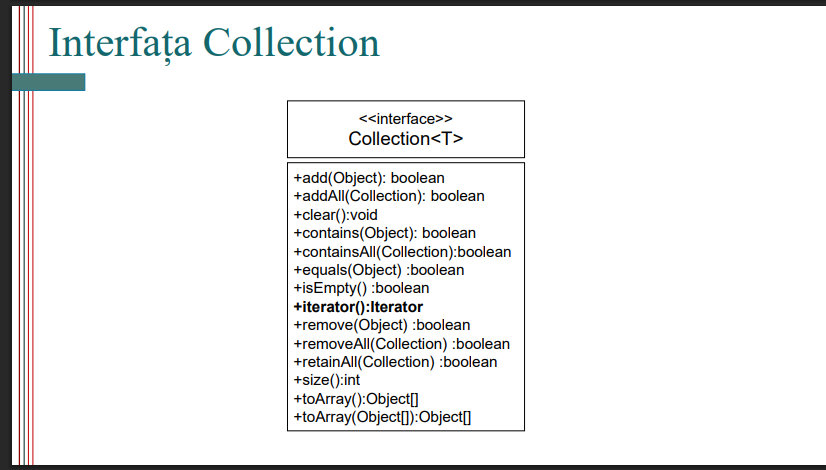 Interfața Collection
<<interface>>
Collection<T>
+add(Object): boolean
+addAll(Collection): boolean
+clear():void
+contains(Object): boolean
+containsAll(Collection):boolean
+equals(Object) :boolean
+isEmpty() :boolean
+iterator():Iterator
+remove(Object) :boolean
+removeAll(Collection) :boolean
+retainAll(Collection) :boolean
+size():int
+toArray():Object[]
+toArray(Object[]):Object[]